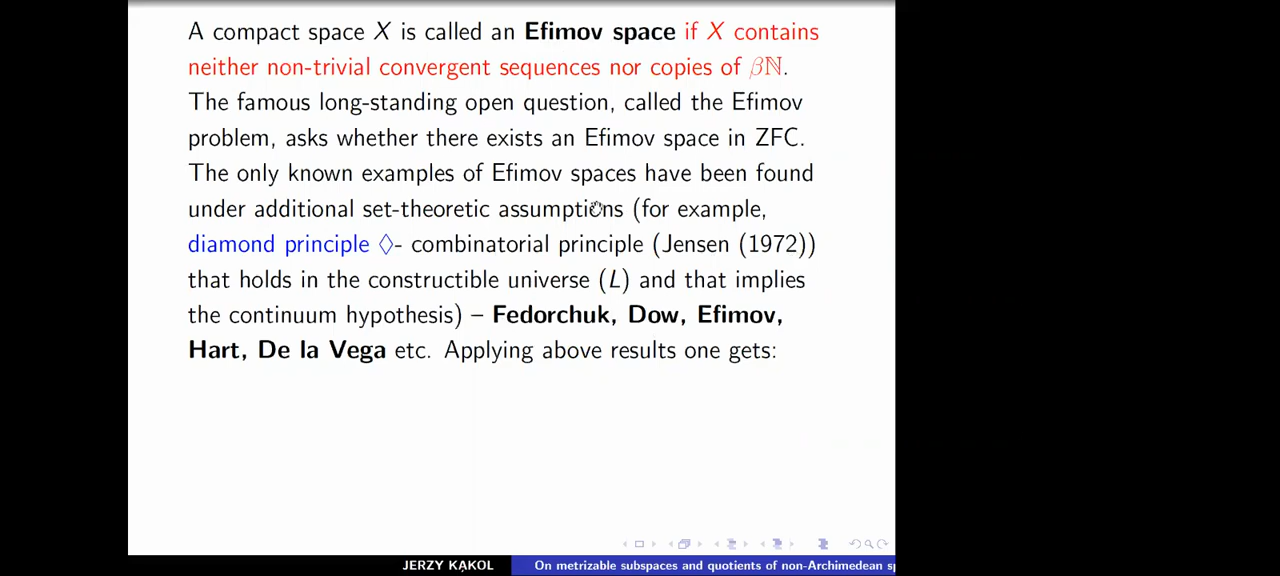 A compact space X is called an Efimov space if X contains
neither non-trivial convergent sequences nor copies of βℕ.
The famous long-standing open question, called the Efimov
problem, asks whether there exists an Efimov space in ZFC.
The only known examples of Efimov spaces have been found
under additional set-theoretic assumptions (for example,
diamond principle ◊- combinatorial principle (Jensen (1972))
that holds in the constructible universe (L) and that implies
the continuum hypothesis) – Fedorchuk, Dow, Efimov,
Hart, De la Vega etc. Applying above results one gets:
JERZY KĄKOL On metrizable subspaces and quotients of non-Archimedean sp